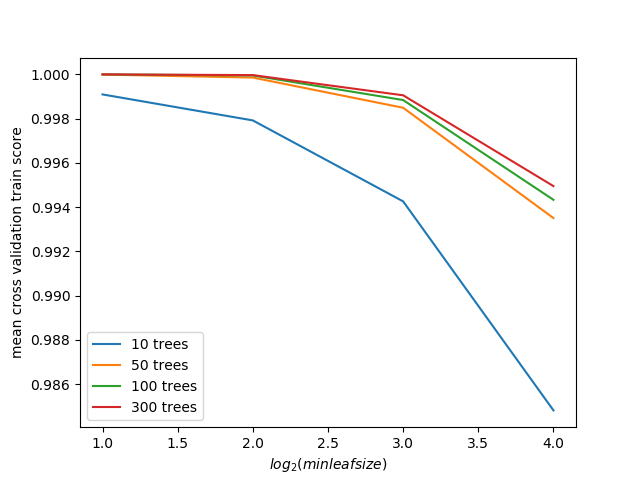 1.000
0.998
0.996
0.994
0.992
0.990
0.988
0.986
mean cross validation train score
10 trees
50 trees
100 trees
300 trees
1.0 1.5 2.0 2.5 3.0 3.5 4.0
log₂(minleafsize)